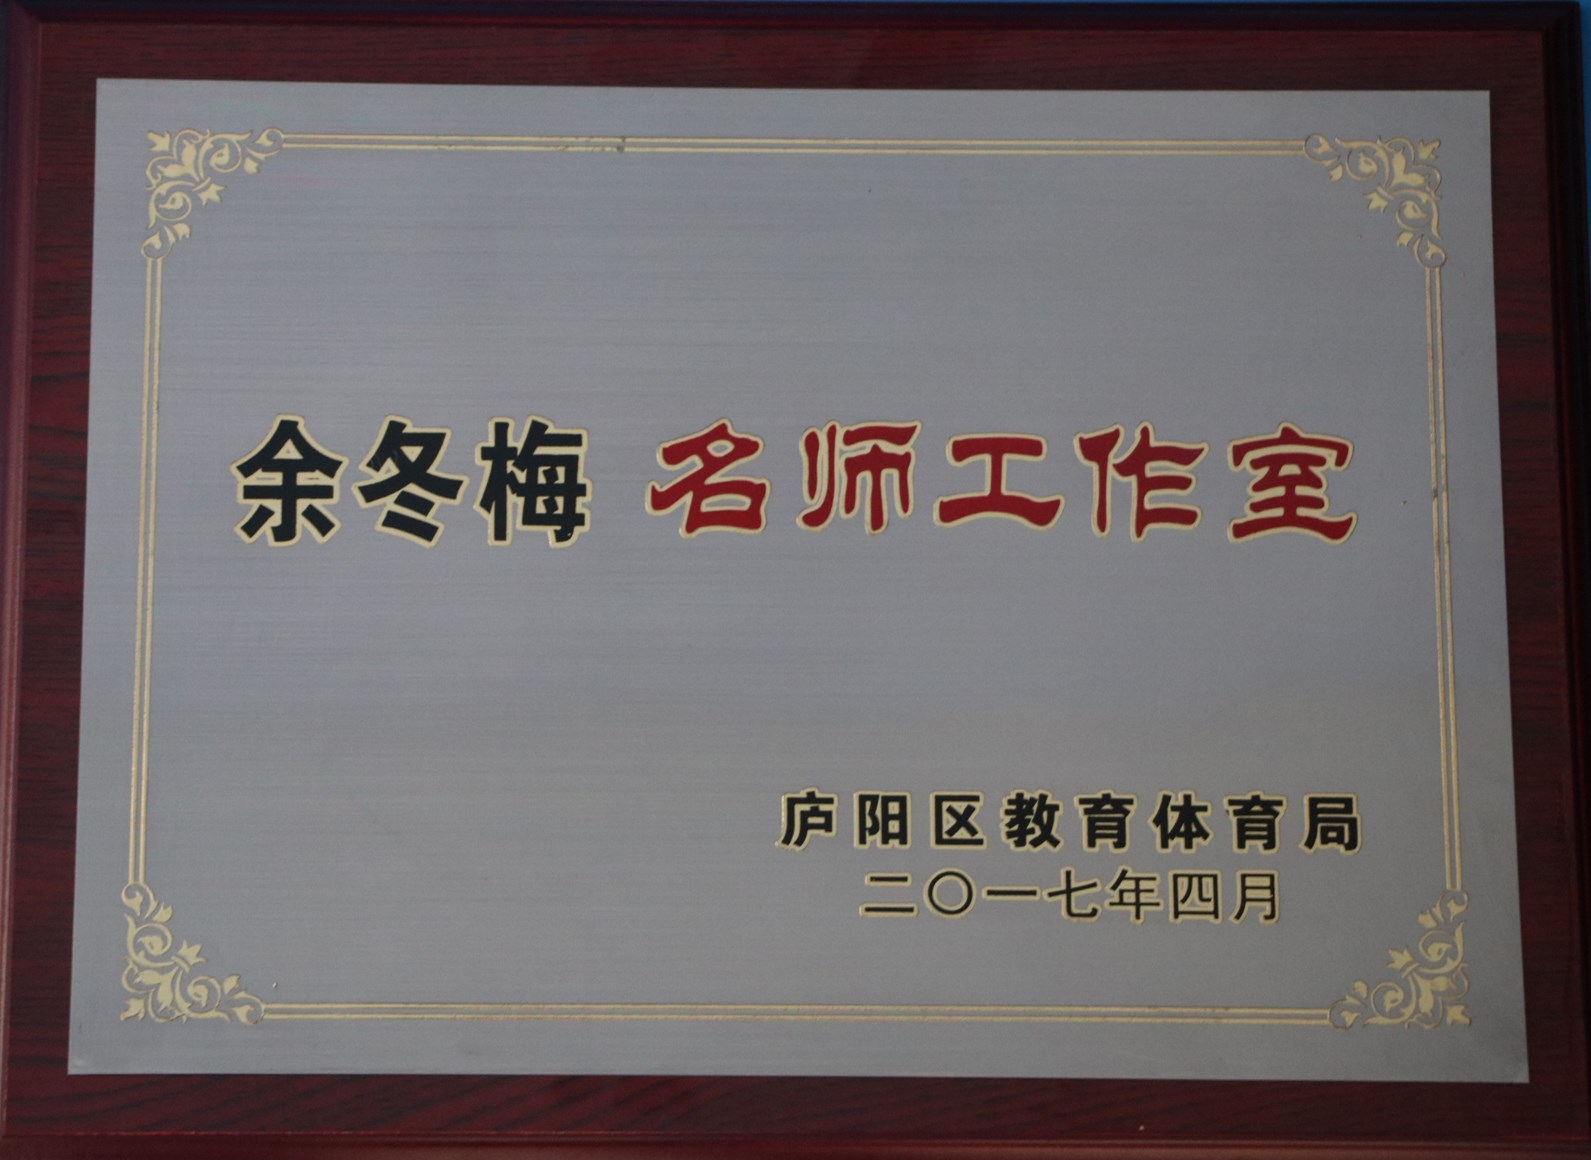 余冬梅 名师工作室
庐阳区教育体育局
二〇一七年四月